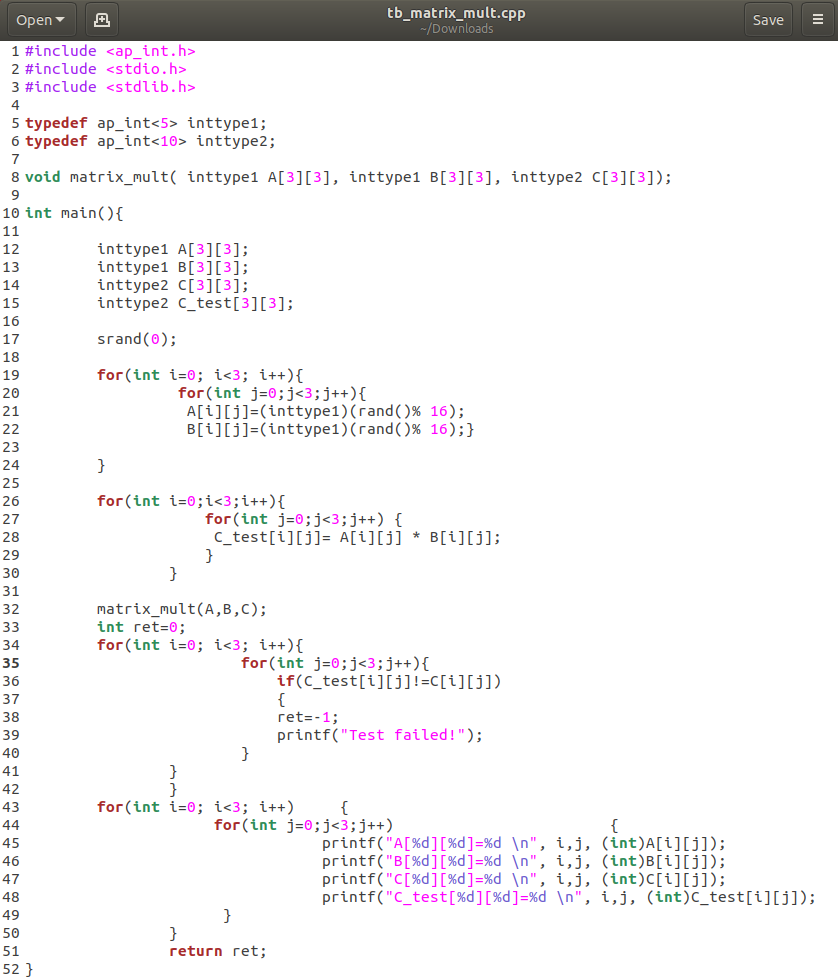 Open
tb_matrix_mult.cpp
~/Downloads
Save
1 #include <ap_int.h>
2 #include <stdio.h>
3 #include <stdlib.h>
4
5 typedef ap_int<5> inttype1;
6 typedef ap_int<10> inttype2;
7
8 void matrix_mult( inttype1 A[3][3], inttype1 B[3][3], inttype2 C[3][3]);
9
10 int main(){
11
12         inttype1 A[3][3];
13         inttype1 B[3][3];
14         inttype2 C[3][3];
15         inttype2 C_test[3][3];
16
17         srand(0);
18
19         for(int i=0; i<3; i++){
20                  for(int j=0;j<3;j++){
21                   A[i][j]=(inttype1)(rand()% 16);
22                   B[i][j]=(inttype1)(rand()% 16);}
23
24         }
25
26         for(int i=0;i<3;i++){
27                     for(int j=0;j<3;j++) {
28                      C_test[i][j]= A[i][j] * B[i][j];
29                     }
30                 }
31
32         matrix_mult(A,B,C);
33         int ret=0;
34         for(int i=0; i<3; i++){
35                         for(int j=0;j<3;j++){
36                             if(C_test[i][j]!=C[i][j])
37                             {
38                             ret=-1;
39                             printf("Test failed!");
40                         }
41                 }
42                 }
43         for(int i=0; i<3; i++)     {
44                      for(int j=0;j<3;j++)                        {
45                                  printf("A[%d][%d]=%d \n", i,j, (int)A[i][j]);
46                                  printf("B[%d][%d]=%d \n", i,j, (int)B[i][j]);
47                                  printf("C[%d][%d]=%d \n", i,j, (int)C[i][j]);
48                                  printf("C_test[%d][%d]=%d \n", i,j, (int)C_test[i][j]);
49                       }
50                 }
51                 return ret;
52 }